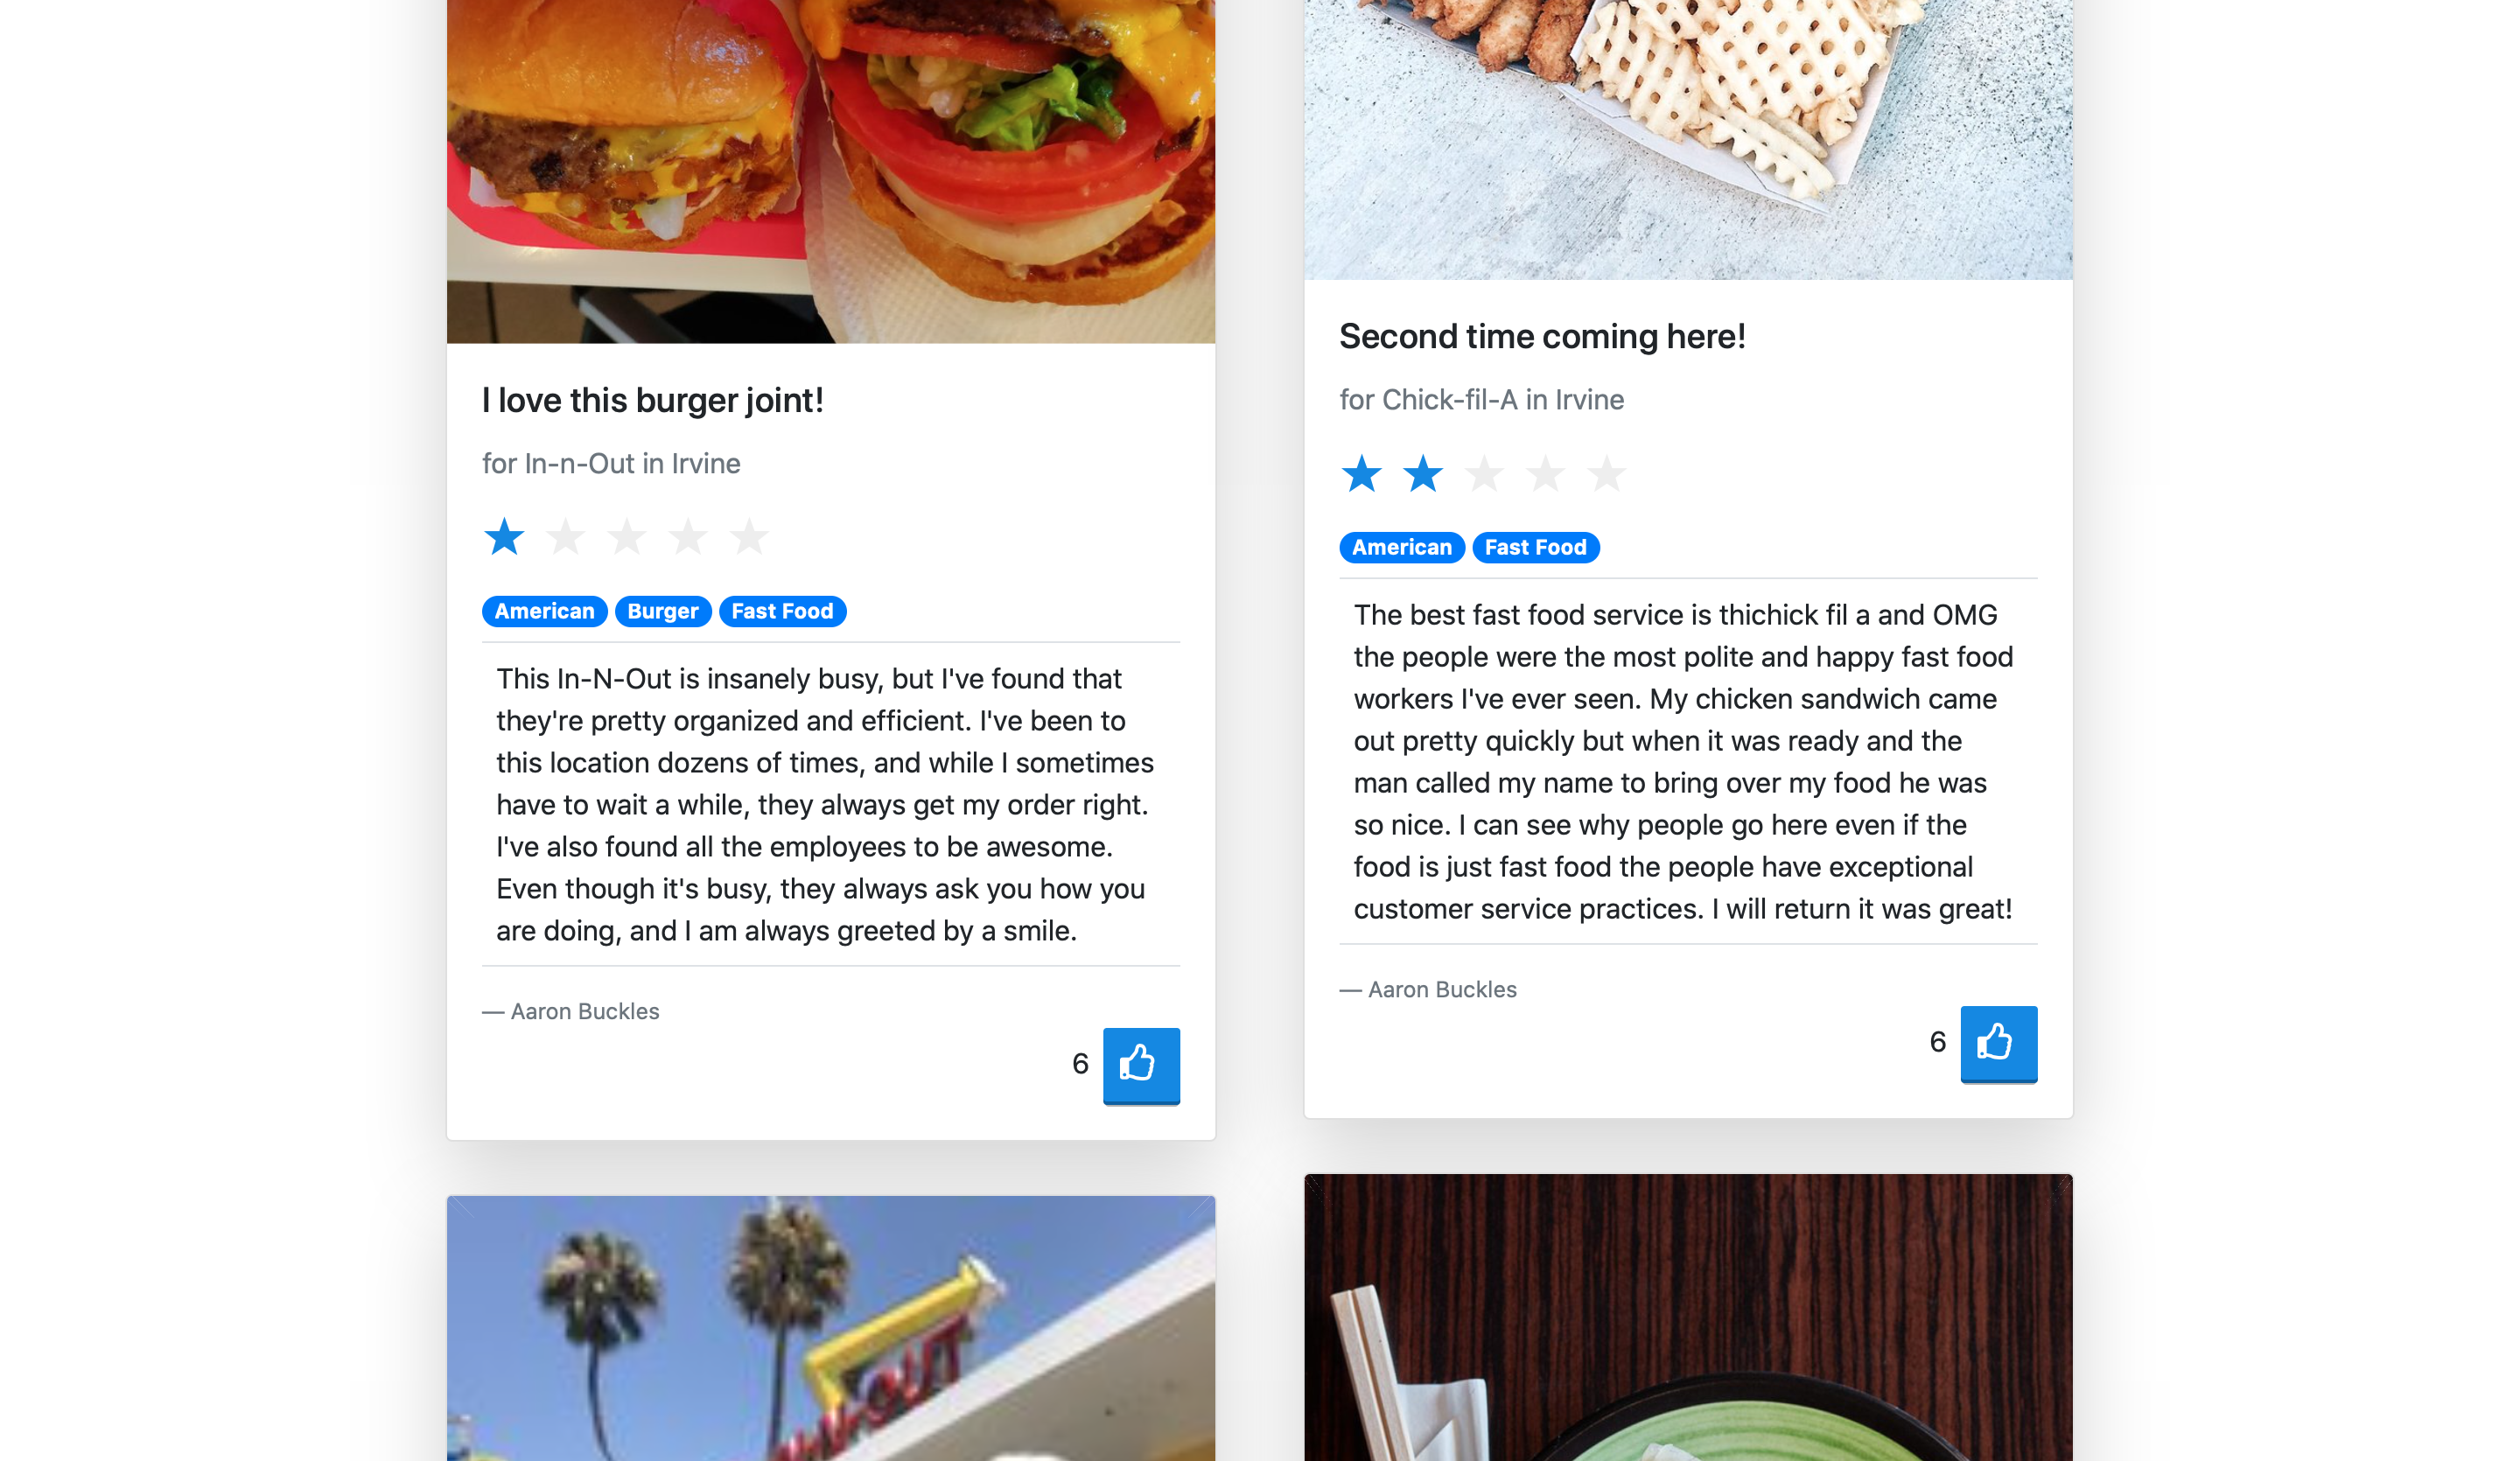 I love this burger joint!
for In-n-Out in Irvine
American Burger Fast Food
This In-N-Out is insanely busy, but I've found that
they're pretty organized and efficient. I've been to
this location dozens of times, and while I sometimes
have to wait a while, they always get my order right.
I've also found all the employees to be awesome.
Even though it's busy, they always ask you how you
are doing, and I am always greeted by a smile.
— Aaron Buckles
6
IN-N-OUT
Second time coming here!
for Chick-fil-A in Irvine
American Fast Food
The best fast food service is thichick fil a and OMG
the people were the most polite and happy fast food
workers I've ever seen. My chicken sandwich came
out pretty quickly but when it was ready and the
man called my name to bring over my food he was
so nice. I can see why people go here even if the
food is just fast food the people have exceptional
customer service practices. I will return it was great!
— Aaron Buckles
6